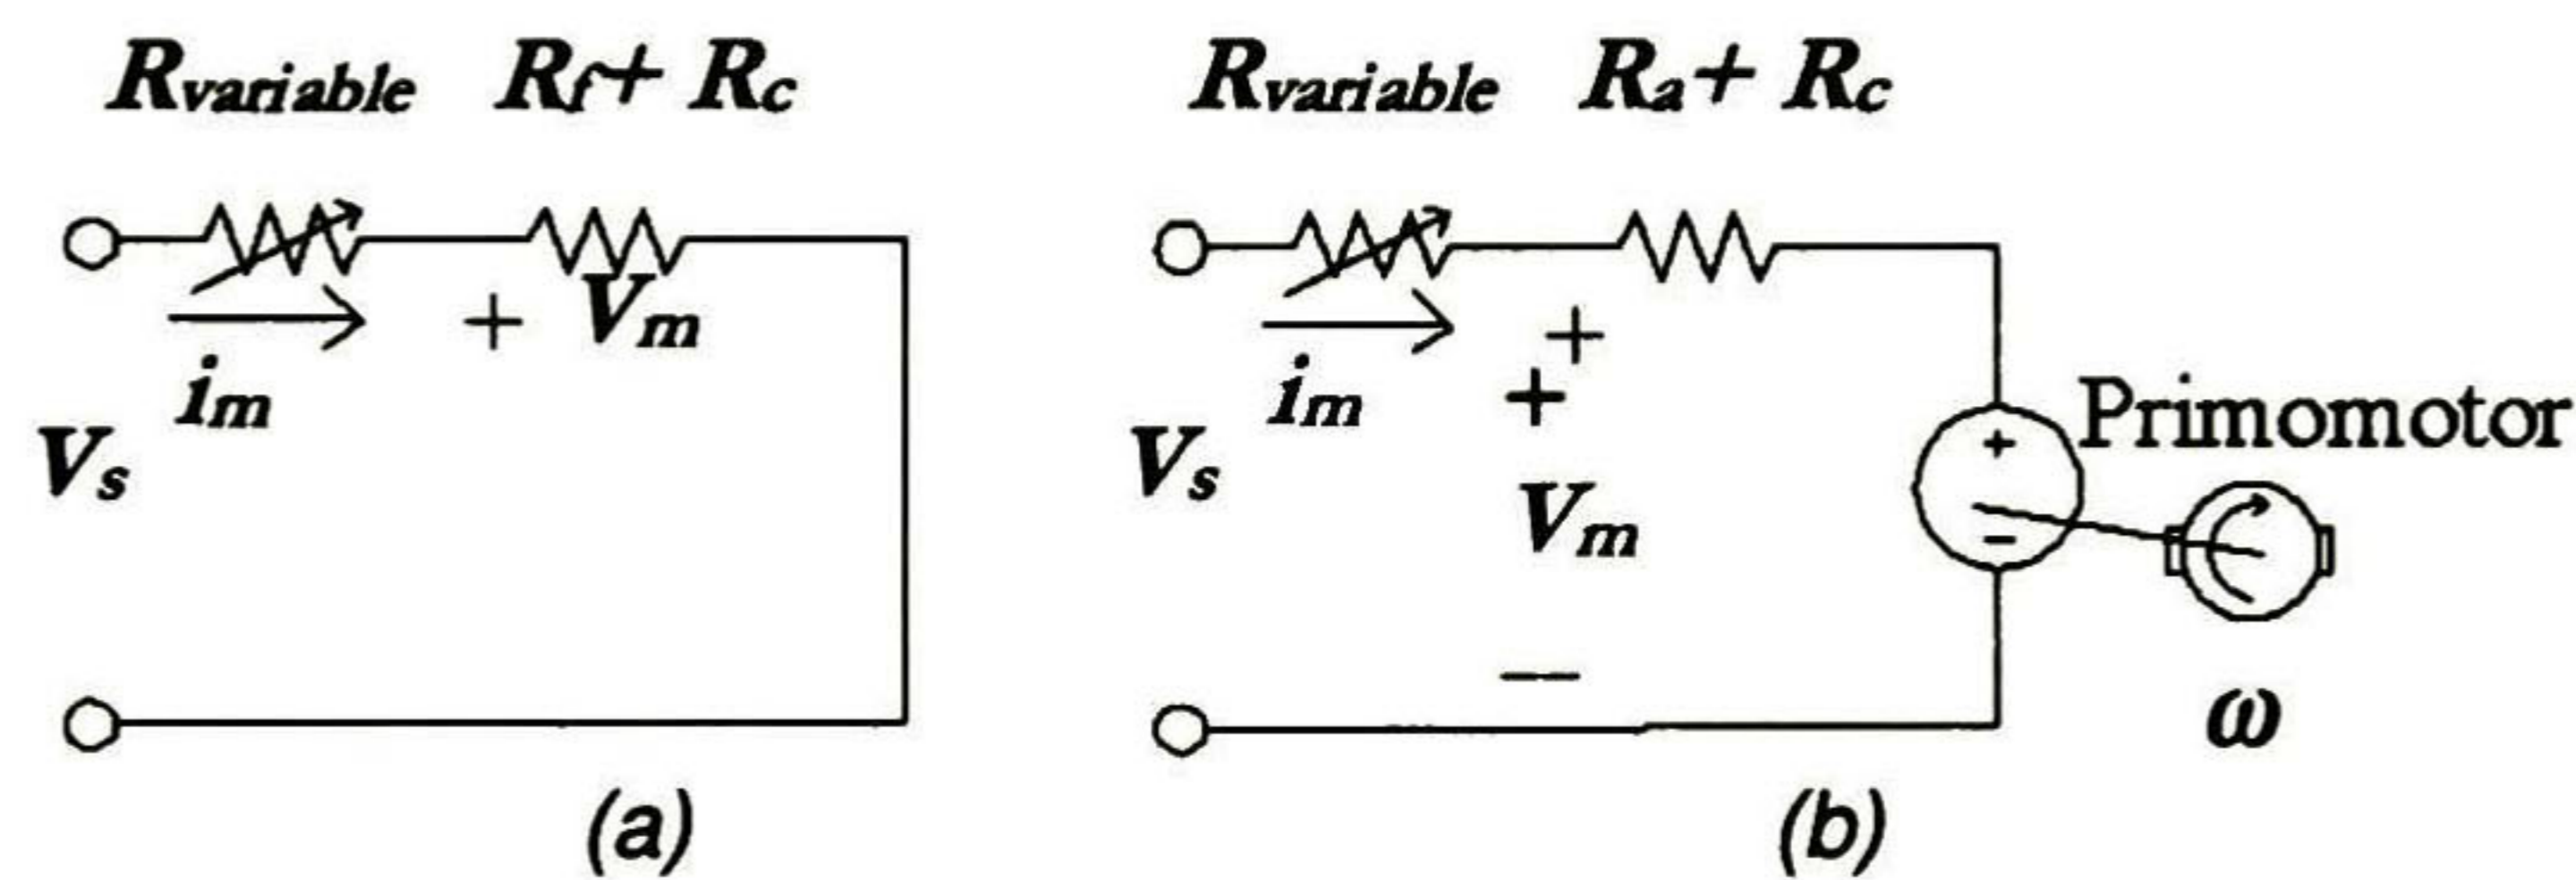 Rvariable Rf+ Rc
+ Vm
im
Vs
(a)
Rvariable Ra+ Rc
+
im
+
Vs
Vm
—
+
−
Primomotor
ω
(b)